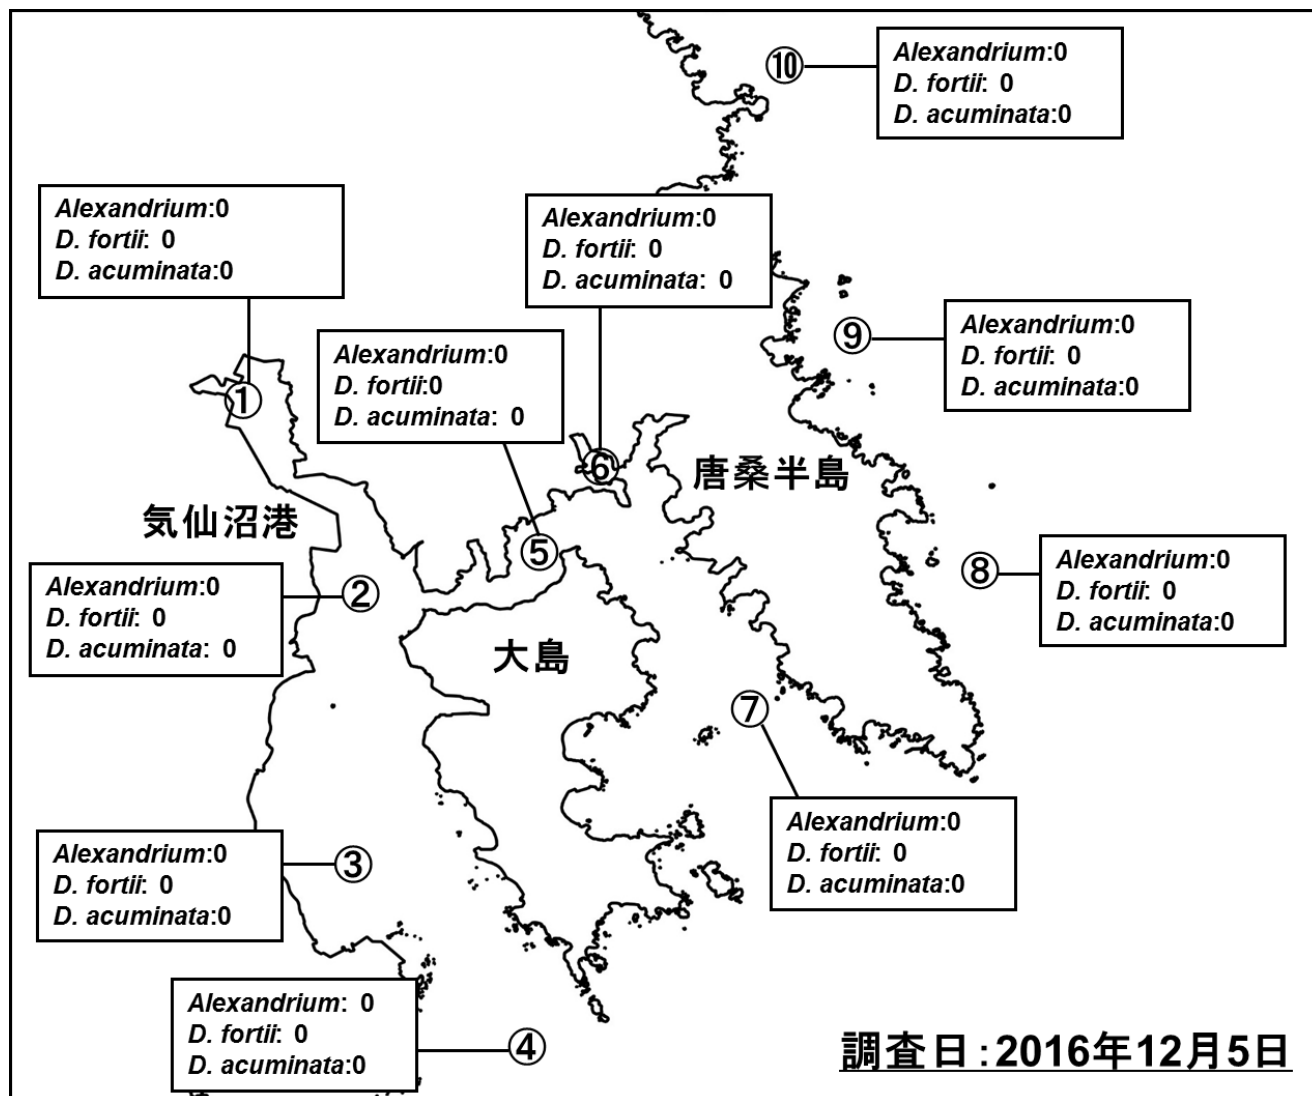 ⑩
Alexandrium:0
D. fortii: 0
D. acuminata:0
Alexandrium:0
D. fortii: 0
D. acuminata:0
①
Alexandrium:0
D. fortii: 0
D. acuminata: 0
⑥
Alexandrium:0
D. fortii: 0
D. acuminata:0
⑨
Alexandrium:0
D. fortii:0
D. acuminata: 0
⑤
唐桑半島
気仙沼港
Alexandrium:0
D. fortii: 0
D. acuminata:0
⑧
Alexandrium:0
D. fortii: 0
D. acuminata: 0
②
大島
⑦
Alexandrium:0
D. fortii: 0
D. acuminata:0
Alexandrium:0
D. fortii: 0
D. acuminata:0
③
Alexandrium: 0
D. fortii: 0
D. acuminata:0
④
調査日:2016年12月5日